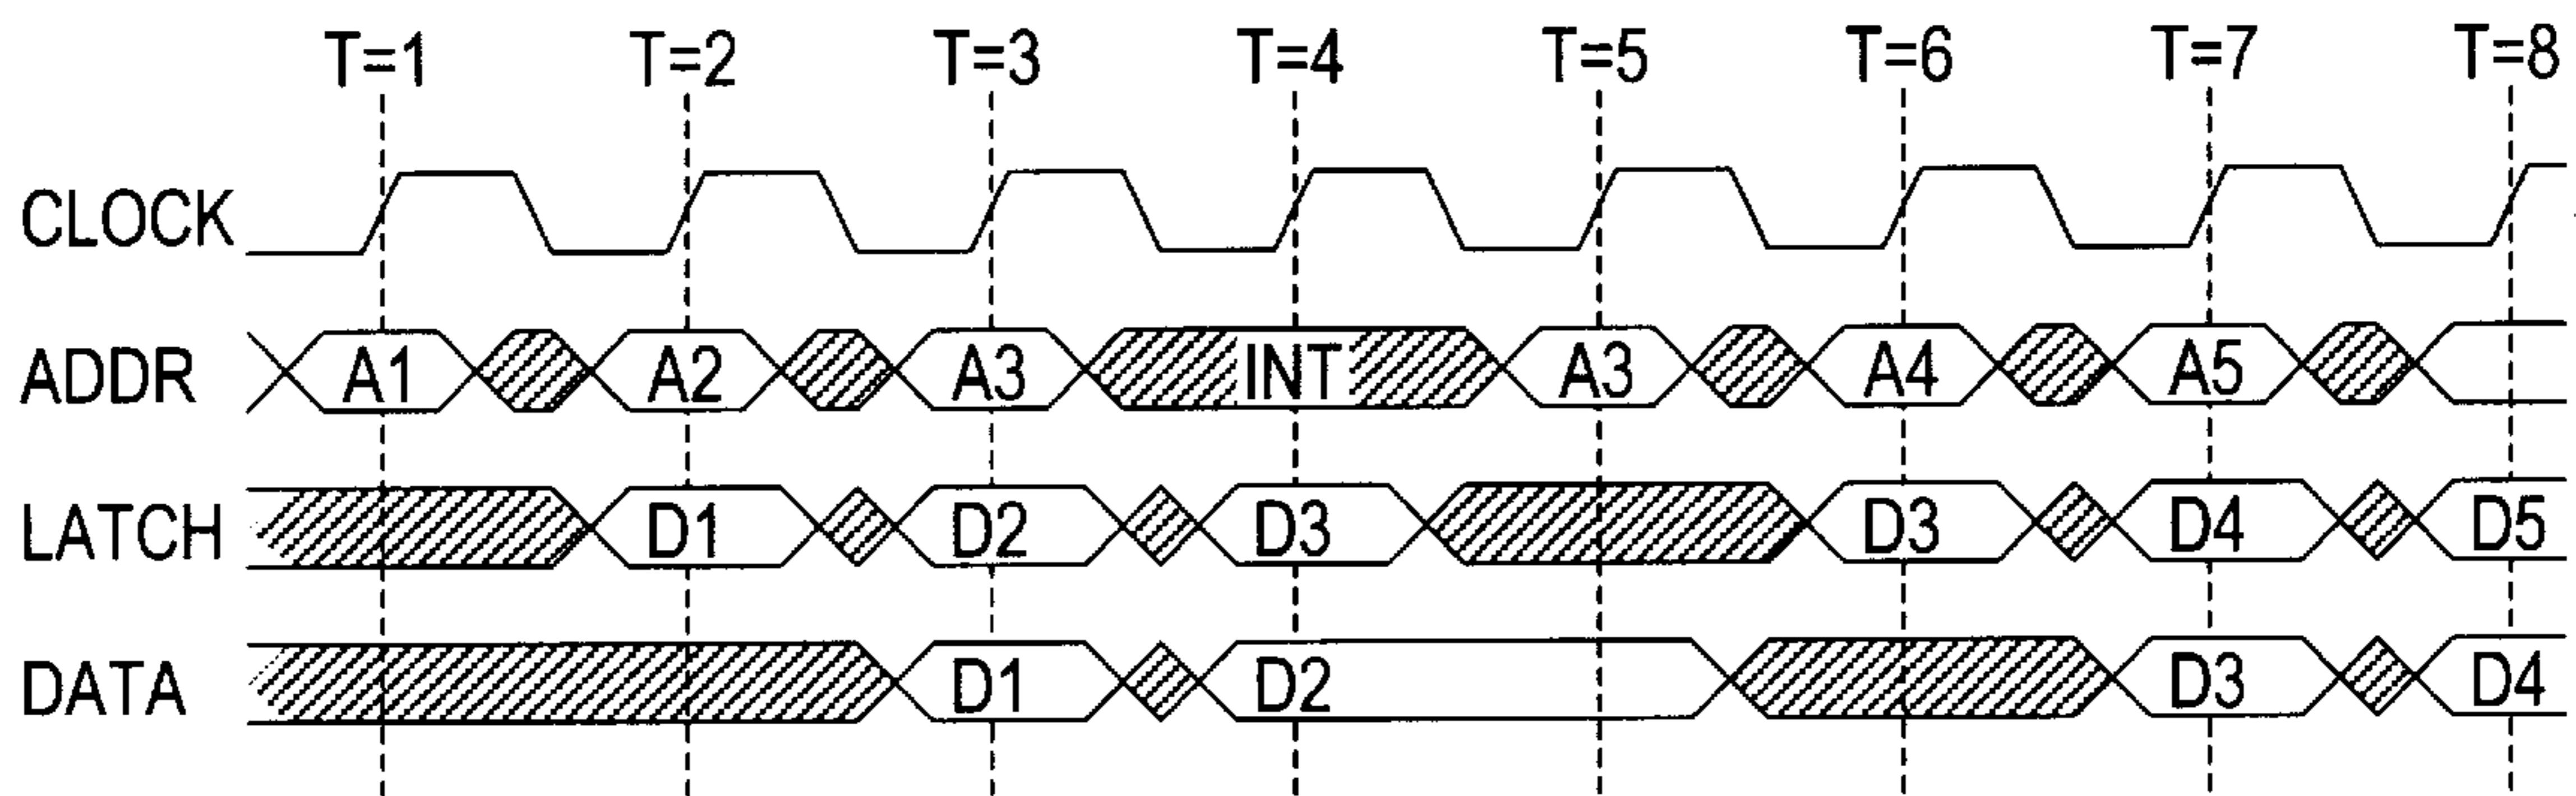 T=1 T=2 T=3 T=4 T=5 T=6 T=7 T=8
CLOCK
ADDR A1 A2 A3 INT A3 A4 A5
LATCH D1 D2 D3 D3 D4 D5
DATA D1 D2 D3 D4